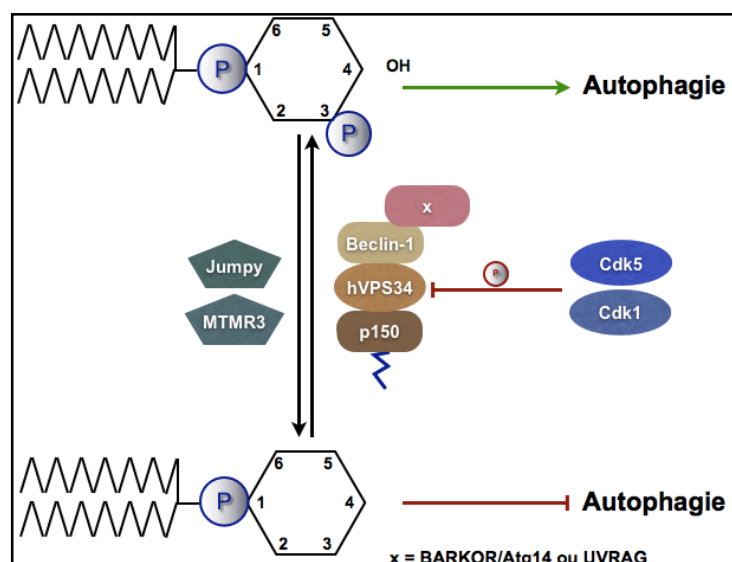 6 5
P 1 4 OH Autophagie
2 3
P
x
Beclin-1
Jumpy hVPS34 P Cdk5
MTMR3 p150 Cdk1
6 5
P 1 4 Autophagie
2 3
x = BARKOR/Atg14 ou UVRAG